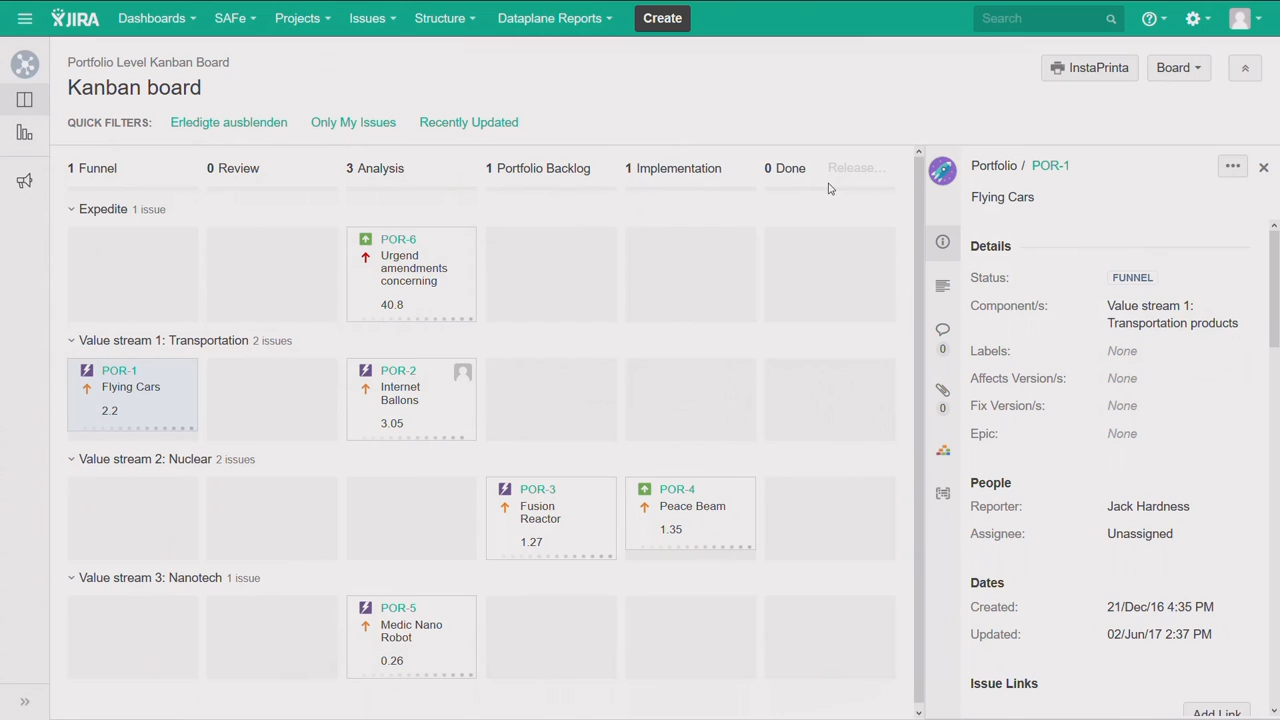 JIRA Dashboards SAFe Projects Issues Structure Dataplane Reports Create Search
Portfolio Level Kanban Board
Kanban board
InstaPrinta Board
QUICK FILTERS: Erledigte ausblenden Only My Issues Recently Updated
1 Funnel 0 Review 3 Analysis 1 Portfolio Backlog 1 Implementation 0 Done Release...
Expedite 1 issue
POR-6
Urgend
amendments
concerning
40.8
Value stream 1: Transportation 2 issues
POR-1
Flying Cars
2.2
POR-2
Internet
Ballons
3.05
Value stream 2: Nuclear 2 issues
POR-3
Fusion
Reactor
1.27
POR-4
Peace Beam
1.35
Value stream 3: Nanotech 1 issue
POR-5
Medic Nano
Robot
0.26
Portfolio / POR-1
Flying Cars
0
0
Details
Status: FUNNEL
Component/s: Value stream 1:
Transportation products
Labels: None
Affects Version/s: None
Fix Version/s: None
Epic: None
People
Reporter: Jack Hardness
Assignee: Unassigned
Dates
Created: 21/Dec/16 4:35 PM
Updated: 02/Jun/17 2:37 PM
Issue Links
Add Link